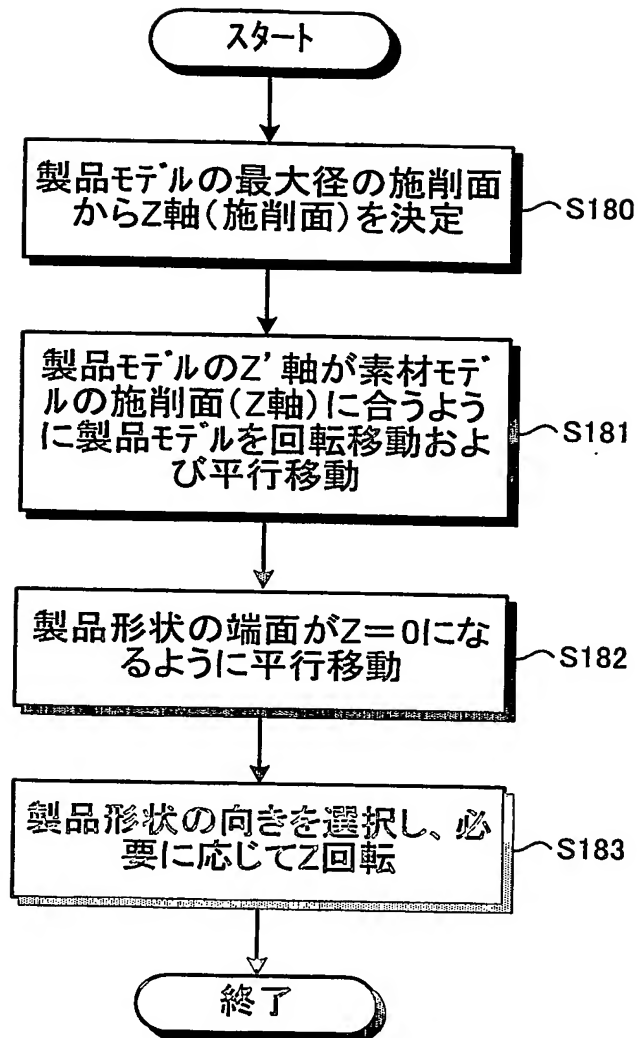 スタート
製品モデルの最大径の施削面
からZ軸(施削面)を決定
S180
製品モデルのZ'軸が素材モデ
ルの施削面(Z軸)に合うよう
に製品モデルを回転移動およ
び平行移動
S181
製品形状の端面がZ=0にな
るように平行移動
S182
製品形状の向きを選択し、必
要に応じてZ回転
S183
終了